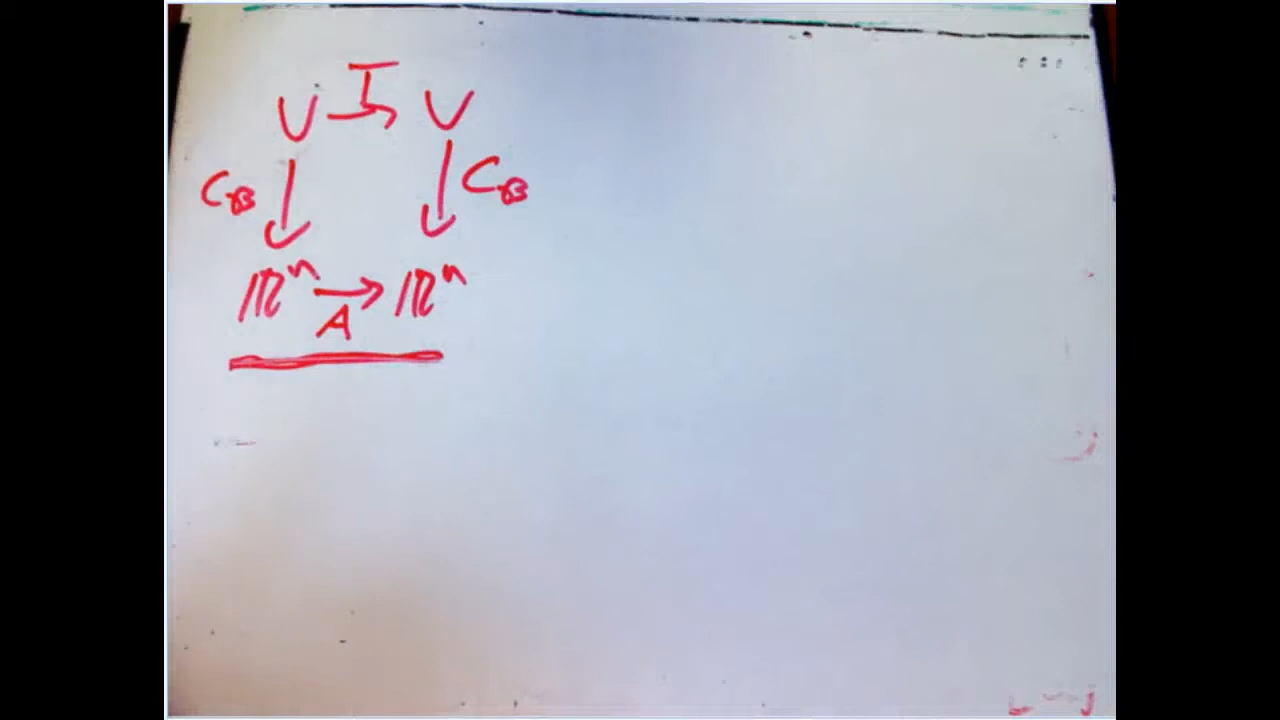 V T→ V
C_B ↓ ↓ C_B
ℝⁿ → ℝⁿ
A